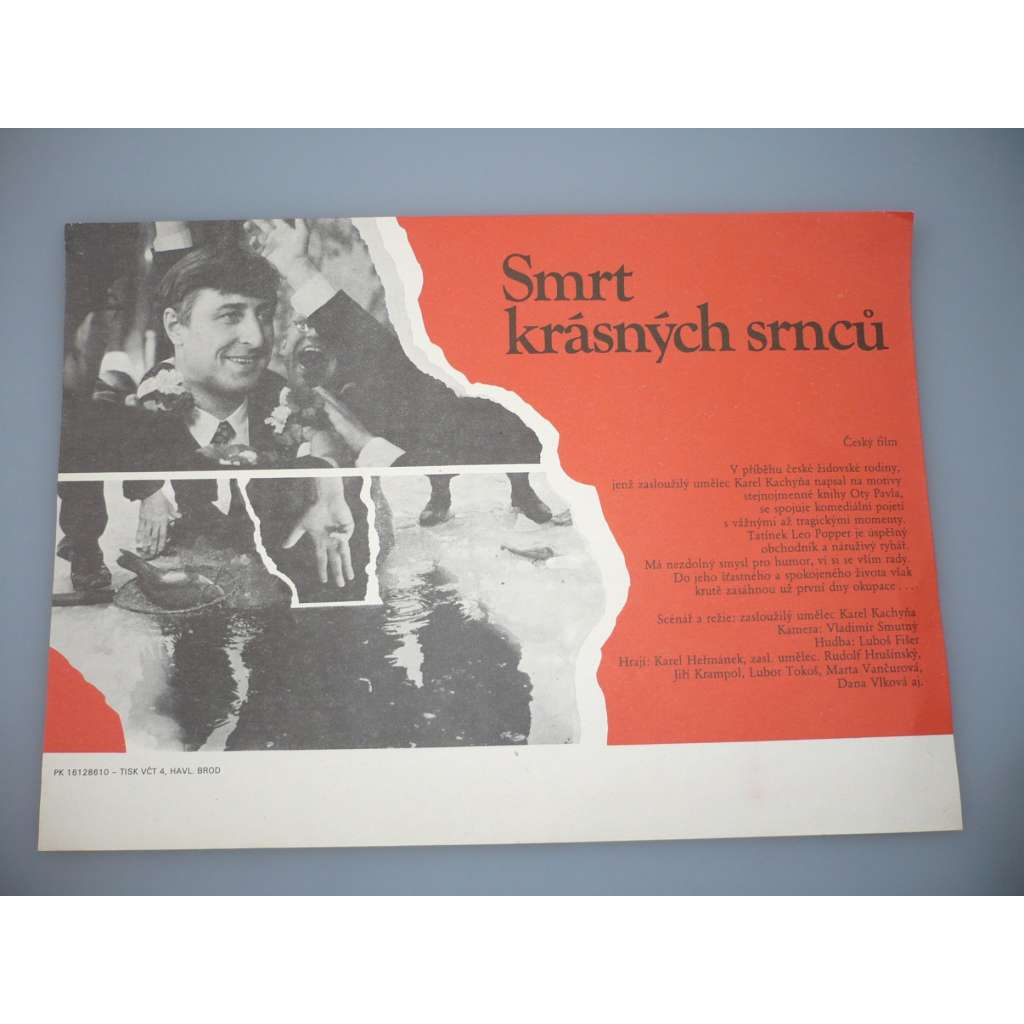 Smrt
krásných srnců
Český film
V příběhu české židovské rodiny,
jenž zasloužilý umělec Karel Kachyňa napsal na motivy
stejnojmenné knihy Oty Pavla,
se spojuje komediální pojetí
s vážnými až tragickými momenty.
Tatínek Leo Popper je úspěšný
obchodník a náruživý rybář.
Má nezdolný smysl pro humor, ví si se vším rady.
Do jeho šťastného a spokojeného života však
krutě zasáhnou už první dny okupace . . .
Scénář a režie: zasloužilý umělec Karel Kachyňa
Kamera: Vladimír Smutný
Hudba: Luboš Fišer
Hrají: Karel Heřmánek, zasl. umělec. Rudolf Hrušínský,
Jiří Krampol, Lubor Tokoš, Marta Vančurová,
Dana Vlková aj.
PK 16128610 – TISK VČT 4, HAVL. BROD